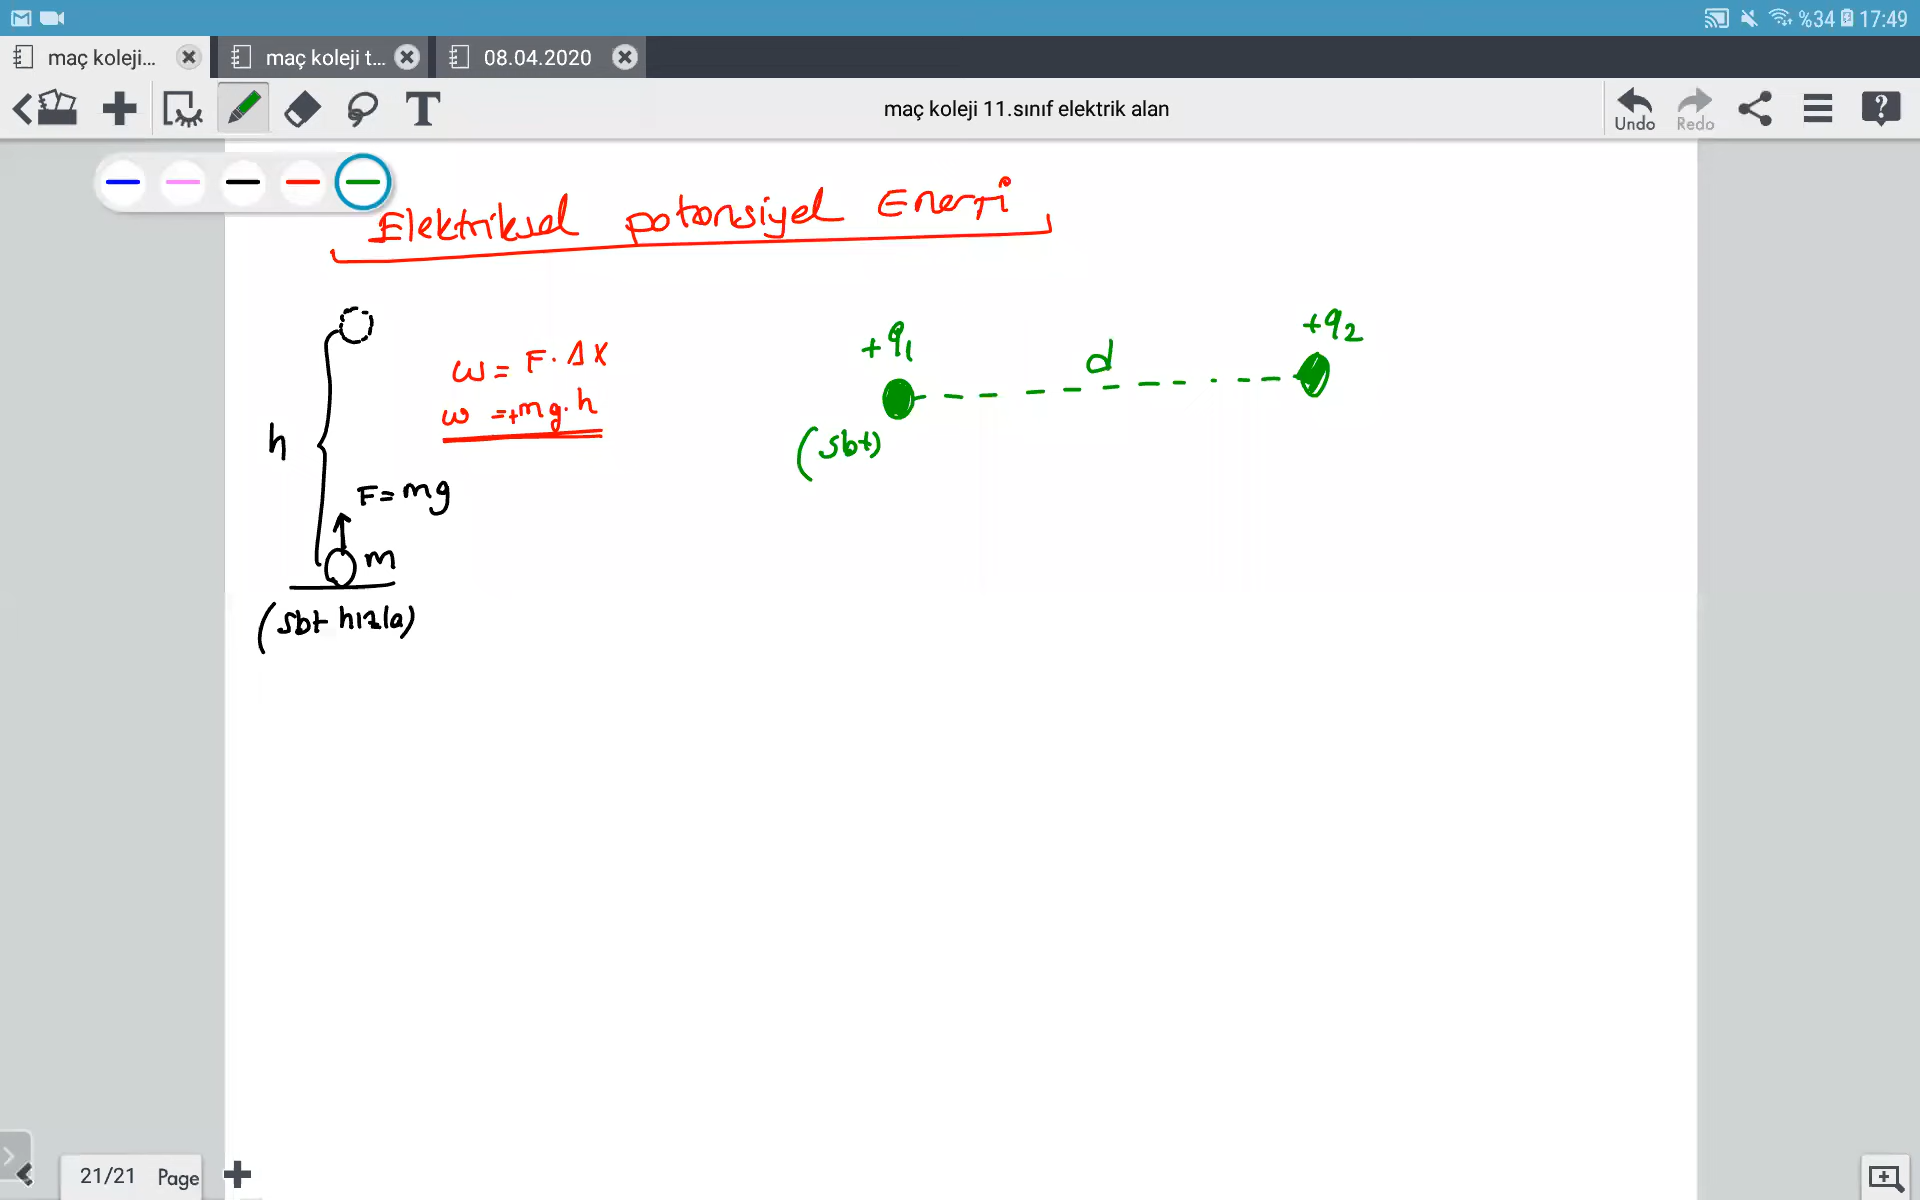 %34 17:49
maç koleji...
maç koleji t...
08.04.2020
T
maç koleji 11.sınıf elektrik alan
Undo
Redo
Elektriksel potansiyel Enerji
w = F. Δx
w = +mg.h
h
F = mg
m
(sbt hızla)
+q1
d
+q2
(sbt)
21/21 Page